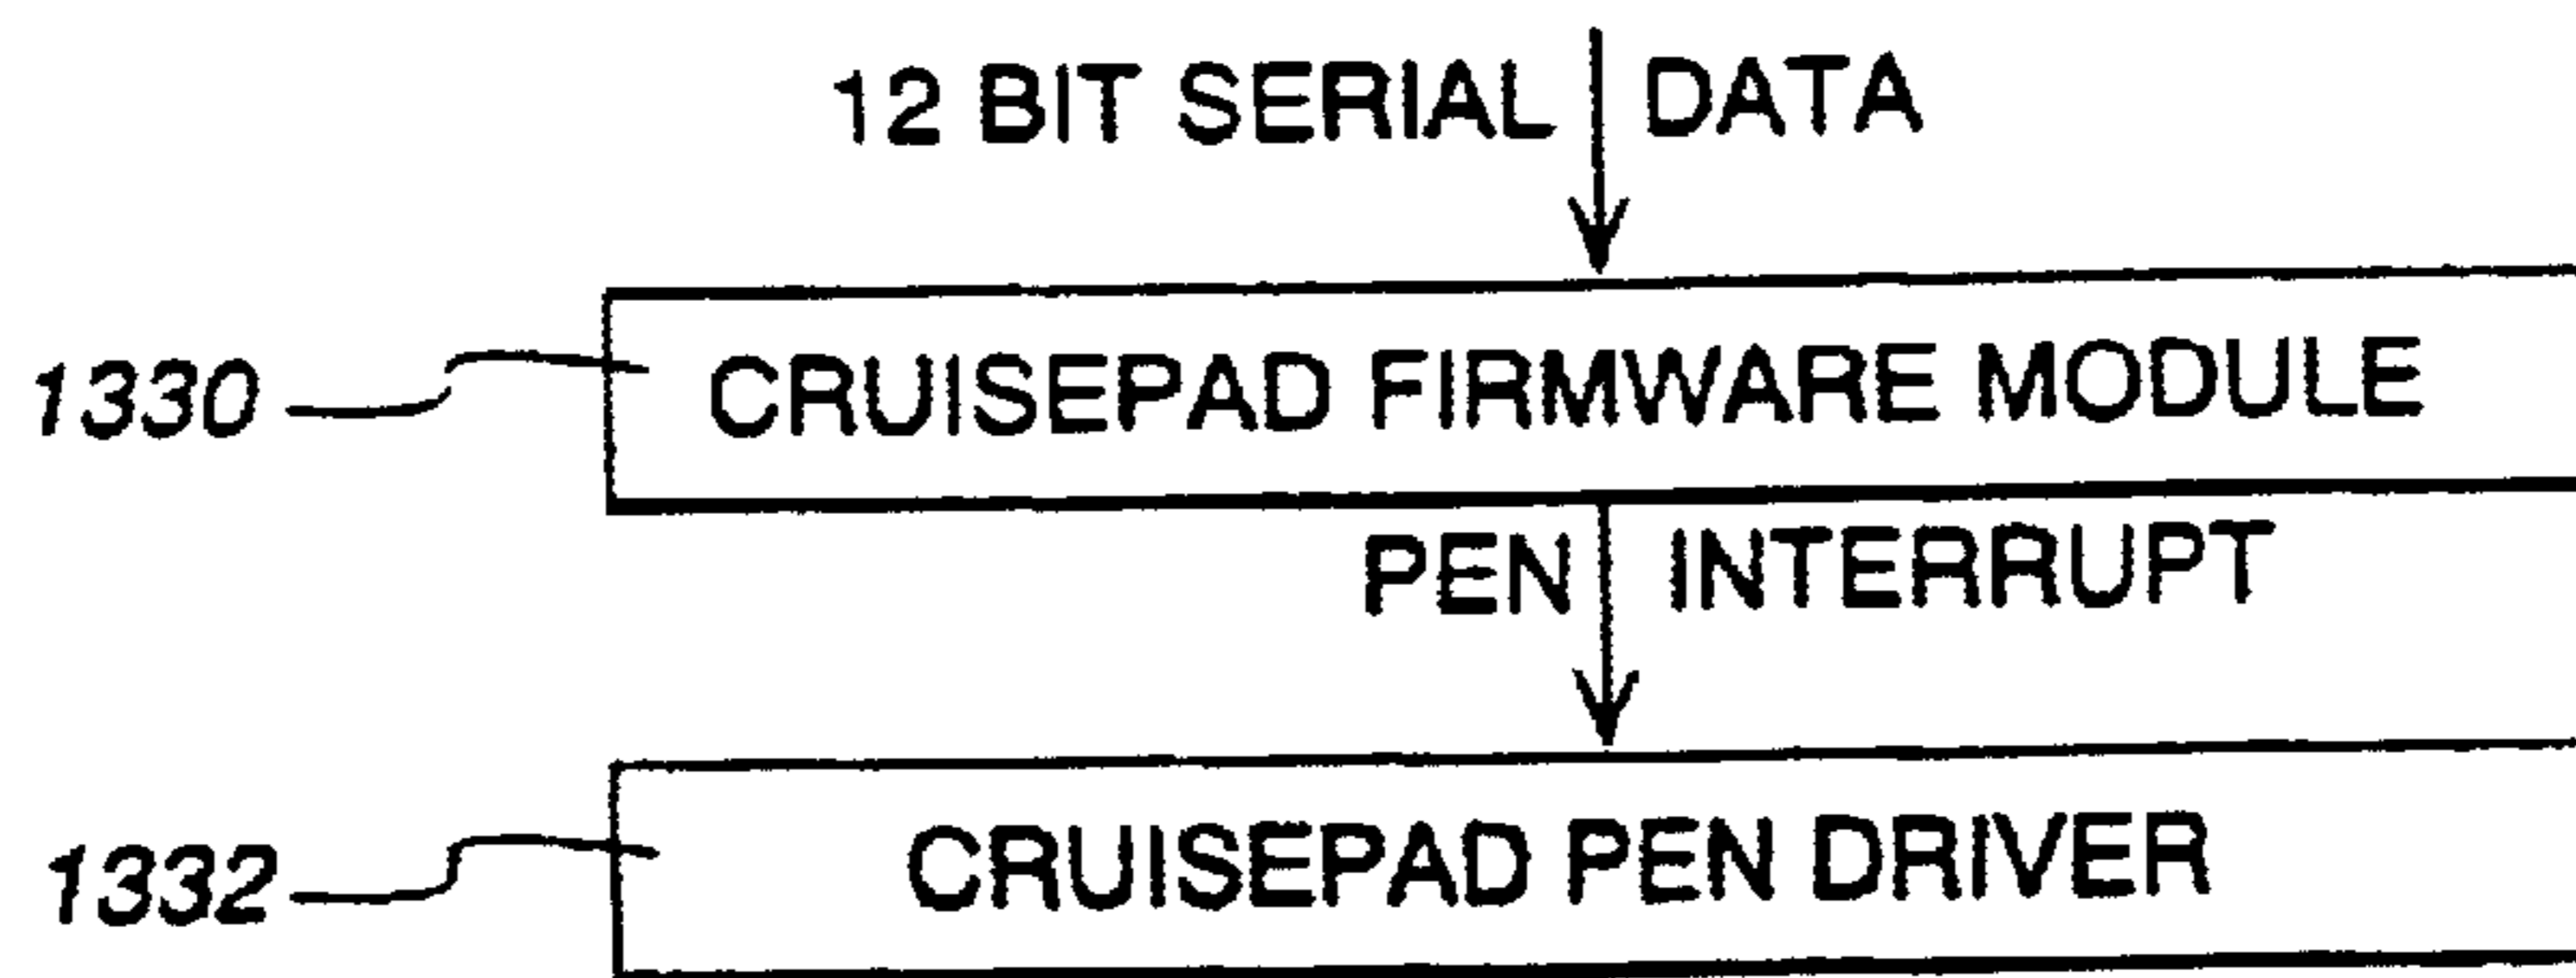 12 BIT SERIAL DATA
1330 CRUISEPAD FIRMWARE MODULE
PEN INTERRUPT
1332 CRUISEPAD PEN DRIVER